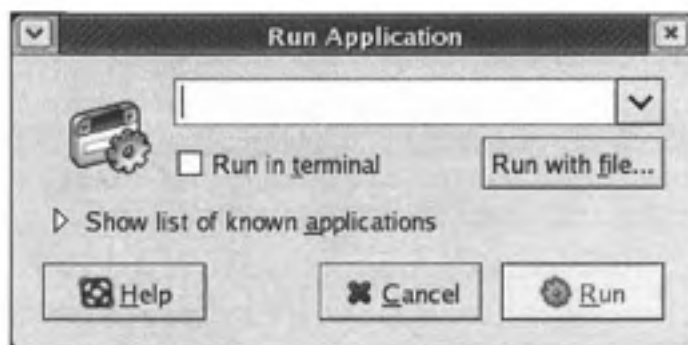 Run Application
Run in terminal
Run with file...
Show list of known applications
Help
Cancel
Run